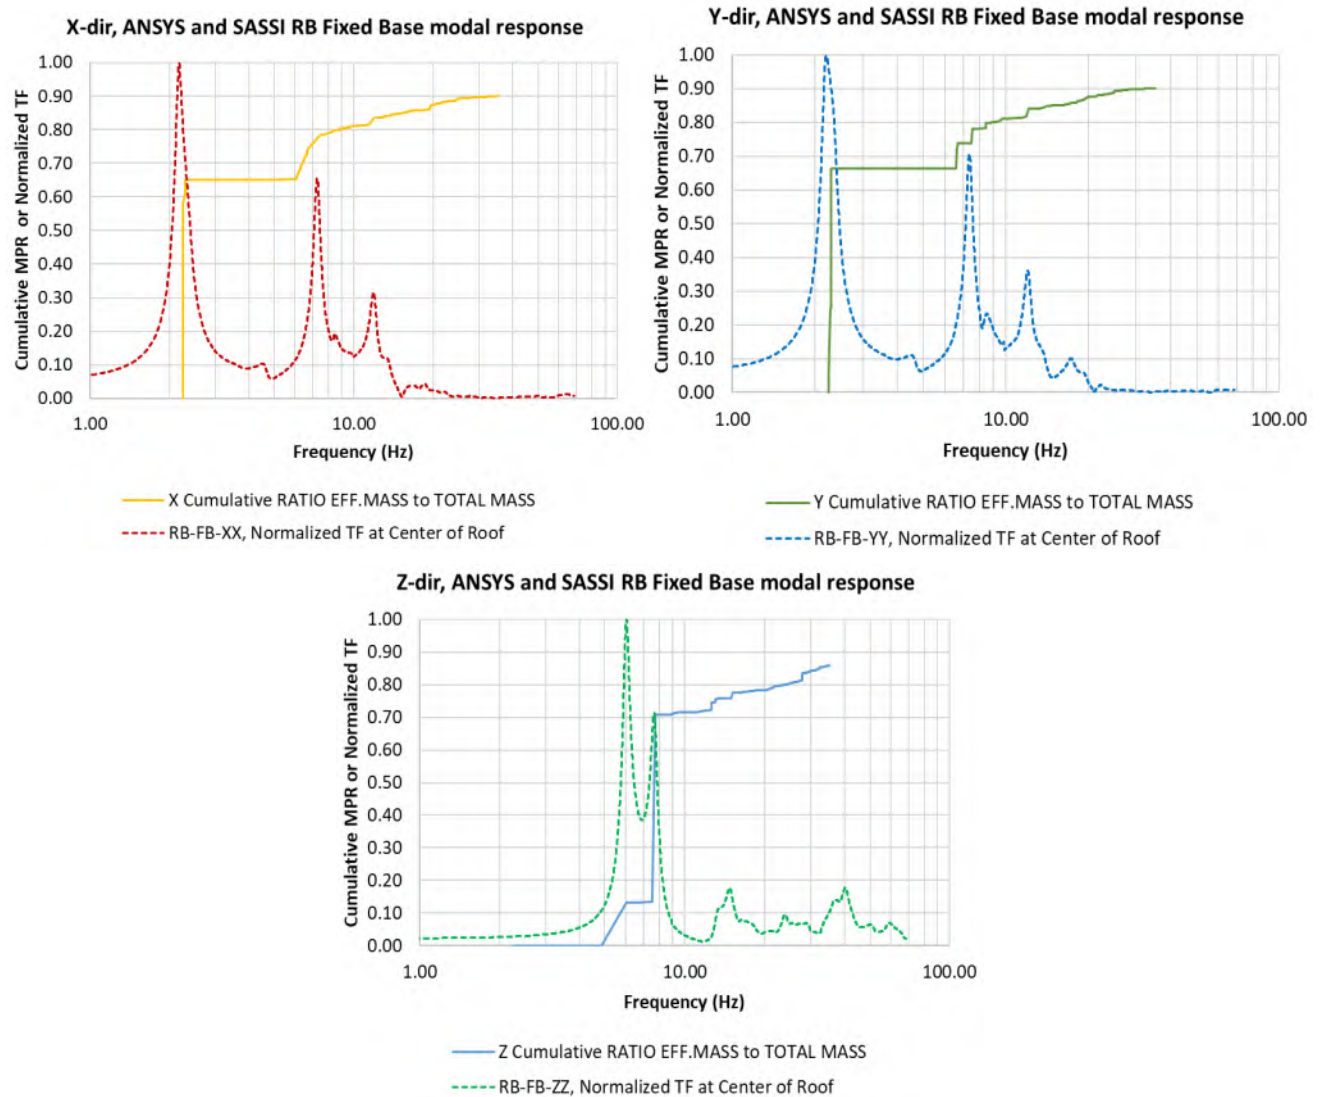 X-dir, ANSYS and SASSI RB Fixed Base modal response
Cumulative MPR or Normalized TF
1.00
0.90
0.80
0.70
0.60
0.50
0.40
0.30
0.20
0.10
0.00
1.00 10.00 100.00
Frequency (Hz)
X Cumulative RATIO EFF.MASS to TOTAL MASS
RB-FB-XX, Normalized TF at Center of Roof
Y-dir, ANSYS and SASSI RB Fixed Base modal response
Cumulative MPR or Normalized TF
1.00
0.90
0.80
0.70
0.60
0.50
0.40
0.30
0.20
0.10
0.00
1.00 10.00 100.00
Frequency (Hz)
Y Cumulative RATIO EFF.MASS to TOTAL MASS
RB-FB-YY, Normalized TF at Center of Roof
Z-dir, ANSYS and SASSI RB Fixed Base modal response
Cumulative MPR or Normalized TF
1.00
0.90
0.80
0.70
0.60
0.50
0.40
0.30
0.20
0.10
0.00
1.00 10.00 100.00
Frequency (Hz)
Z Cumulative RATIO EFF.MASS to TOTAL MASS
RB-FB-ZZ, Normalized TF at Center of Roof